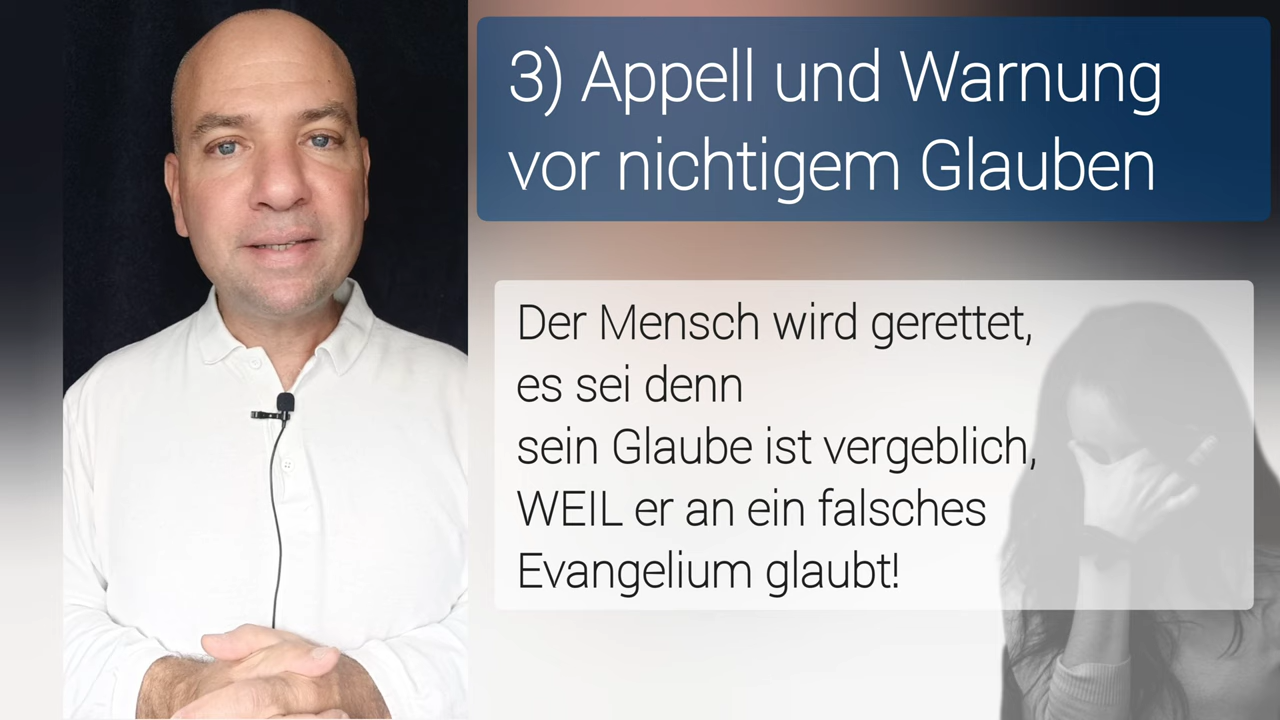 3) Appell und Warnung
vor nichtigem Glauben
Der Mensch wird gerettet,
es sei denn
sein Glaube ist vergeblich,
WEIL er an ein falsches
Evangelium glaubt!